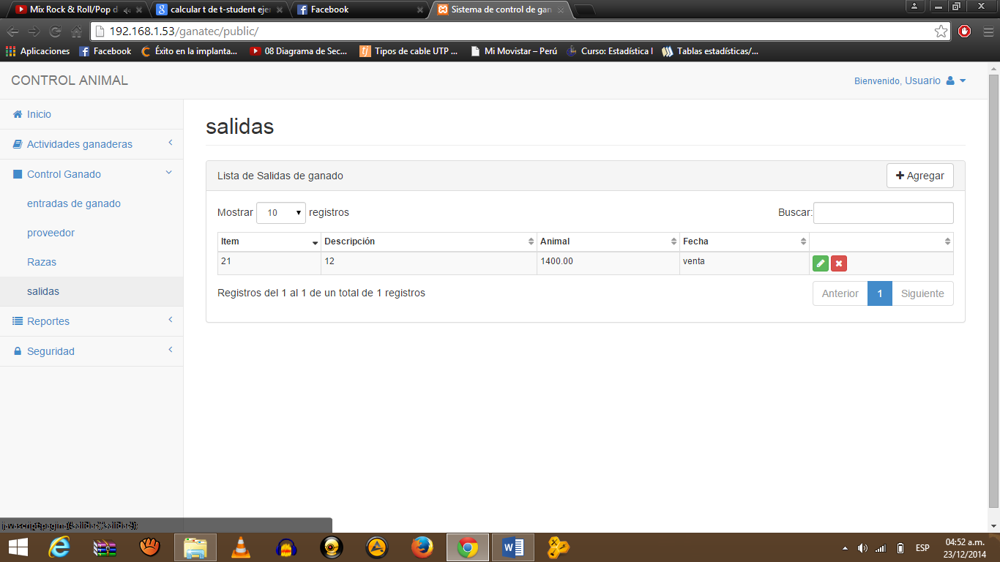 Mix Rock & Roll/Pop d
calcular t de t-student eje
Facebook
Sistema de control de gan
192.168.1.53/ganatec/public/
Aplicaciones
Facebook
Éxito en la implanta...
08 Diagrama de Sec...
Tipos de cable UTP ...
Mi Movistar – Perú
Curso: Estadística I
Tablas estadísticas/...
CONTROL ANIMAL
Bienvenido, Usuario
Inicio
Actividades ganaderas
Control Ganado
entradas de ganado
proveedor
Razas
salidas
Reportes
Seguridad
salidas
Lista de Salidas de ganado
Agregar
Mostrar 10 registros
Buscar:
Item Descripción Animal Fecha
21 12 1400.00 venta
Registros del 1 al 1 de un total de 1 registros
Anterior 1 Siguiente
ESP
04:52 a.m.
23/12/2014